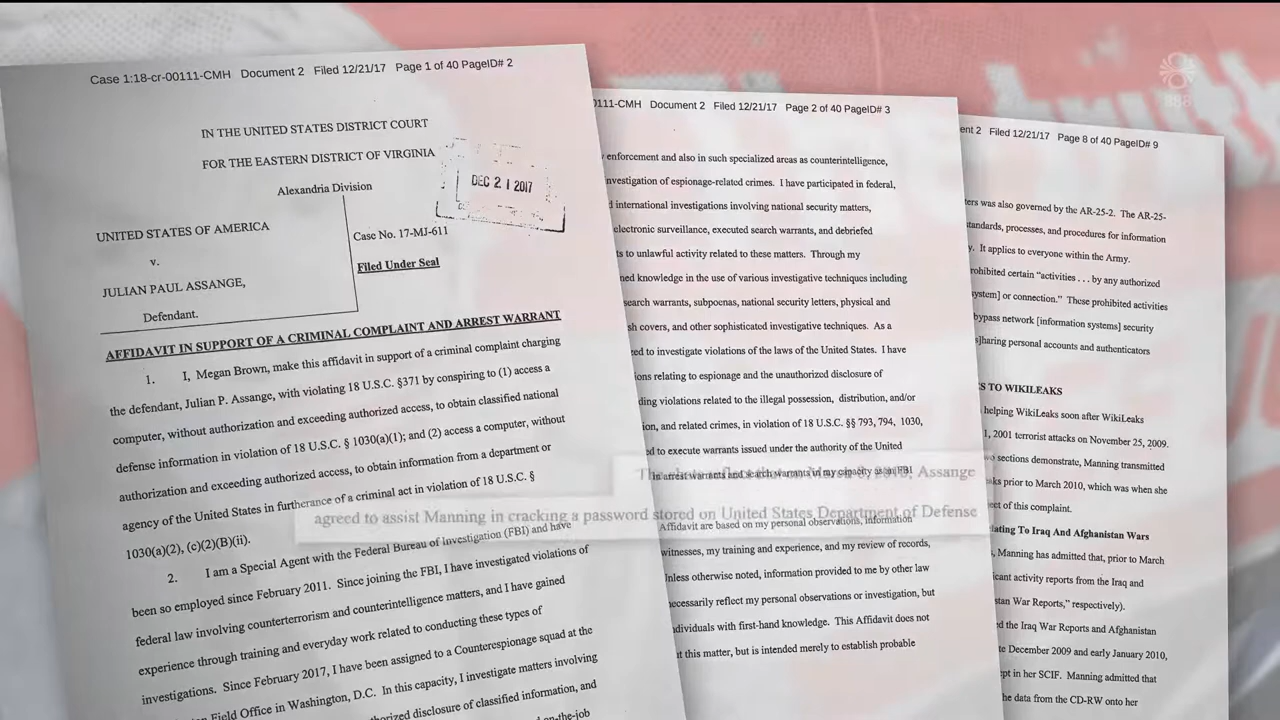 Case 1:18-cr-00111-CMH Document 2 Filed 12/21/17 Page 1 of 40 PageID# 2
IN THE UNITED STATES DISTRICT COURT
FOR THE EASTERN DISTRICT OF VIRGINIA
Alexandria Division
DEC 21 2017
UNITED STATES OF AMERICA
v.
JULIAN PAUL ASSANGE,
Defendant.
Case No. 17-MJ-611
Filed Under Seal
AFFIDAVIT IN SUPPORT OF A CRIMINAL COMPLAINT AND ARREST WARRANT
1. I, Megan Brown, make this affidavit in support of a criminal complaint charging
the defendant, Julian P. Assange, with violating 18 U.S.C. §371 by conspiring to (1) access a
computer, without authorization and exceeding authorized access, to obtain classified national
defense information in violation of 18 U.S.C. § 1030(a)(1); and (2) access a computer, without
authorization and exceeding authorized access, to obtain information from a department or
agency of the United States in furtherance of a criminal act in violation of 18 U.S.C. §
1030(a)(2), (c)(2)(B)(ii).
2. I am a Special Agent with the Federal Bureau of Investigation (FBI) and have
been so employed since February 2011. Since joining the FBI, I have investigated violations of
federal law involving counterterrorism and counterintelligence matters, and I have gained
experience through training and everyday work related to conducting these types of
investigations. Since February 2017, I have been assigned to a Counterespionage squad at the
Field Office in Washington, D.C. In this capacity, I investigate matters involving
disclosure of classified information, and
on-the-job
111-CMH Document 2 Filed 12/21/17 Page 2 of 40 PageID# 3
enforcement and also in such specialized areas as counterintelligence,
nvestigation of espionage-related crimes. I have participated in federal,
d international investigations involving national security matters,
electronic surveillance, executed search warrants, and debriefed
ts to unlawful activity related to these matters. Through my
ned knowledge in the use of various investigative techniques including
search warrants, subpoenas, national security letters, physical and
sh covers, and other sophisticated investigative techniques. As a
ed to investigate violations of the laws of the United States. I have
ons relating to espionage and the unauthorized disclosure of
ding violations related to the illegal possession, distribution, and/or
ion, and related crimes, in violation of 18 U.S.C. §§ 793, 794, 1030,
ed to execute warrants issued under the authority of the United
in arrest warrants and search warrants in my capacity as an FBI
Assange
agreed to assist Manning in cracking a password stored on United States Department of Defense
Affidavit are based on my personal observations, information
witnesses, my training and experience, and my review of records,
Unless otherwise noted, information provided to me by other law
necessarily reflect my personal observations or investigation, but
dividuals with first-hand knowledge. This Affidavit does not
t this matter, but is intended merely to establish probable
ent 2 Filed 12/21/17 Page 8 of 40 PageID# 9
ters was also governed by the AR-25-2. The AR-25-
standards, processes, and procedures for information
y. It applies to everyone within the Army.
rohibited certain “activities . . . by any authorized
system] or connection.” These prohibited activities
bypass network [information systems] security
s]haring personal accounts and authenticators
S TO WIKILEAKS
helping WikiLeaks soon after WikiLeaks
1, 2001 terrorist attacks on November 25, 2009.
sections demonstrate, Manning transmitted
aks prior to March 2010, which was when she
ect of this complaint.
lating To Iraq And Afghanistan Wars
, Manning has admitted that, prior to March
icant activity reports from the Iraq and
stan War Reports,” respectively).
d the Iraq War Reports and Afghanistan
te December 2009 and early January 2010,
pt in her SCIF. Manning admitted that
he data from the CD-RW onto her